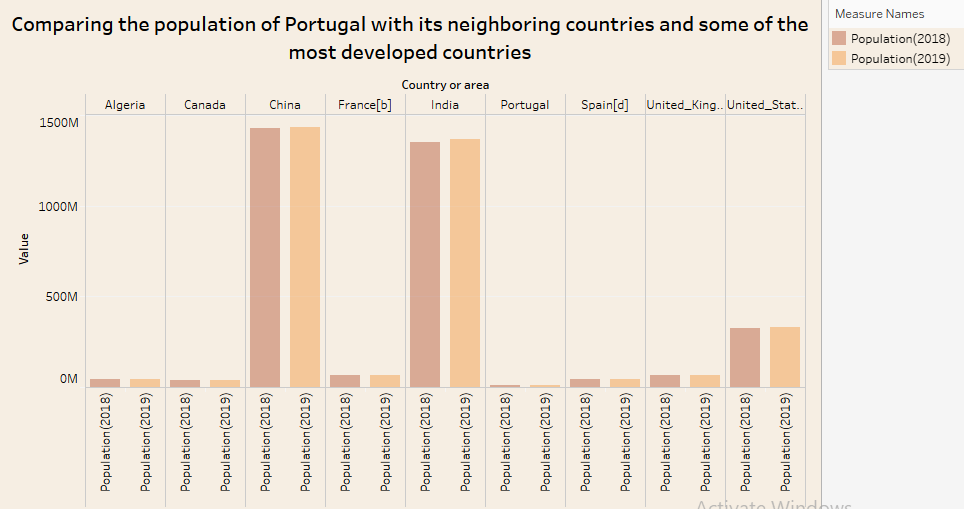 Comparing the population of Portugal with its neighboring countries and some of the
most developed countries
Measure Names
Population(2018)
Population(2019)
Country or area
Algeria
Canada
China
France[b]
India
Portugal
Spain[d]
United_King..
United_Stat..
Value
1500M
1000M
500M
0M
Population(2018)
Population(2019)
Population(2018)
Population(2019)
Population(2018)
Population(2019)
Population(2018)
Population(2019)
Population(2018)
Population(2019)
Population(2018)
Population(2019)
Population(2018)
Population(2019)
Population(2018)
Population(2019)
Population(2018)
Population(2019)
Activate Windows